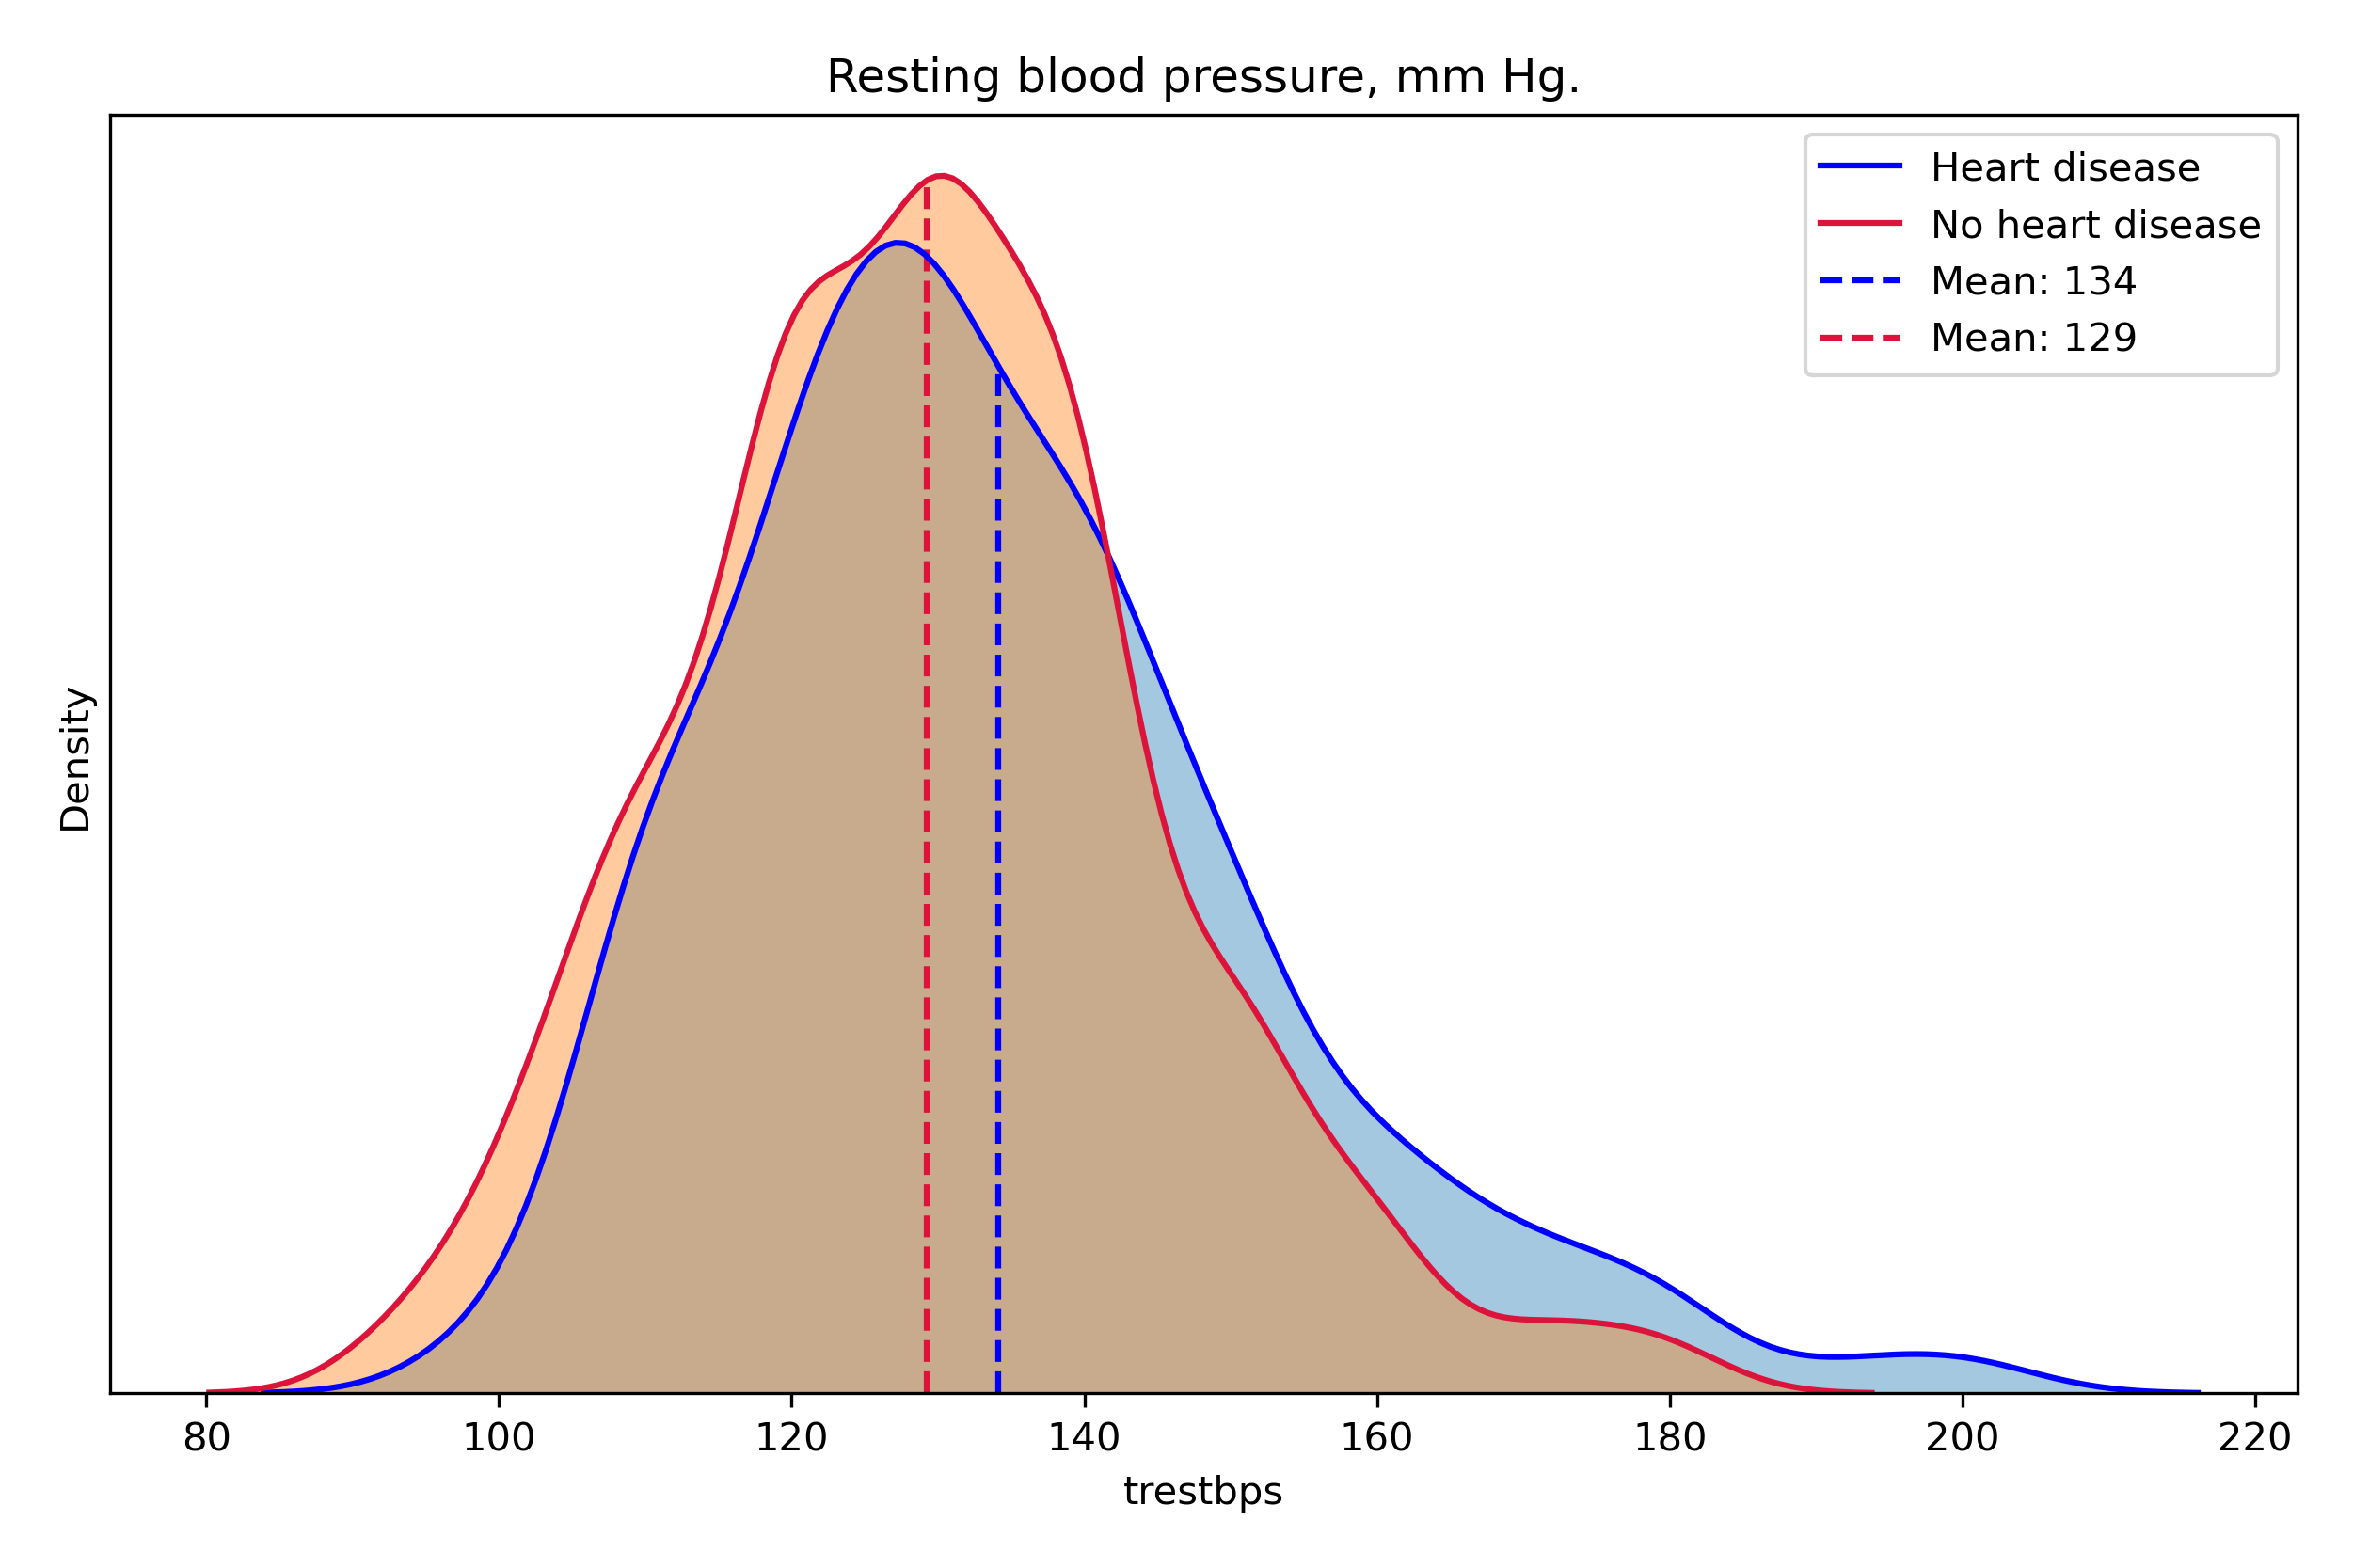 Resting blood pressure, mm Hg.
Heart disease
No heart disease
Mean: 134
Mean: 129
Density
80 100 120 140 160 180 200 220
trestbps